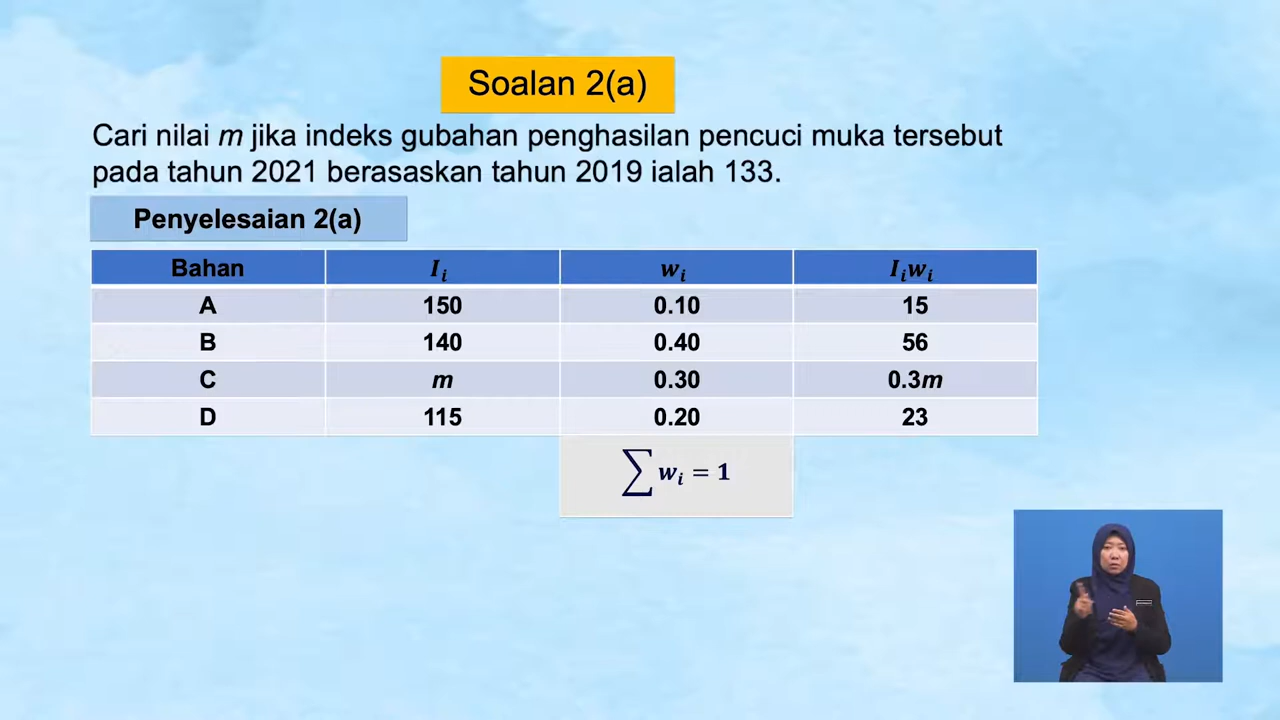 Soalan 2(a)
Cari nilai m jika indeks gubahan penghasilan pencuci muka tersebut
pada tahun 2021 berasaskan tahun 2019 ialah 133.
Penyelesaian 2(a)
Bahan Iᵢ wᵢ Iᵢwᵢ
A 150 0.10 15
B 140 0.40 56
C m 0.30 0.3m
D 115 0.20 23
∑ wᵢ = 1